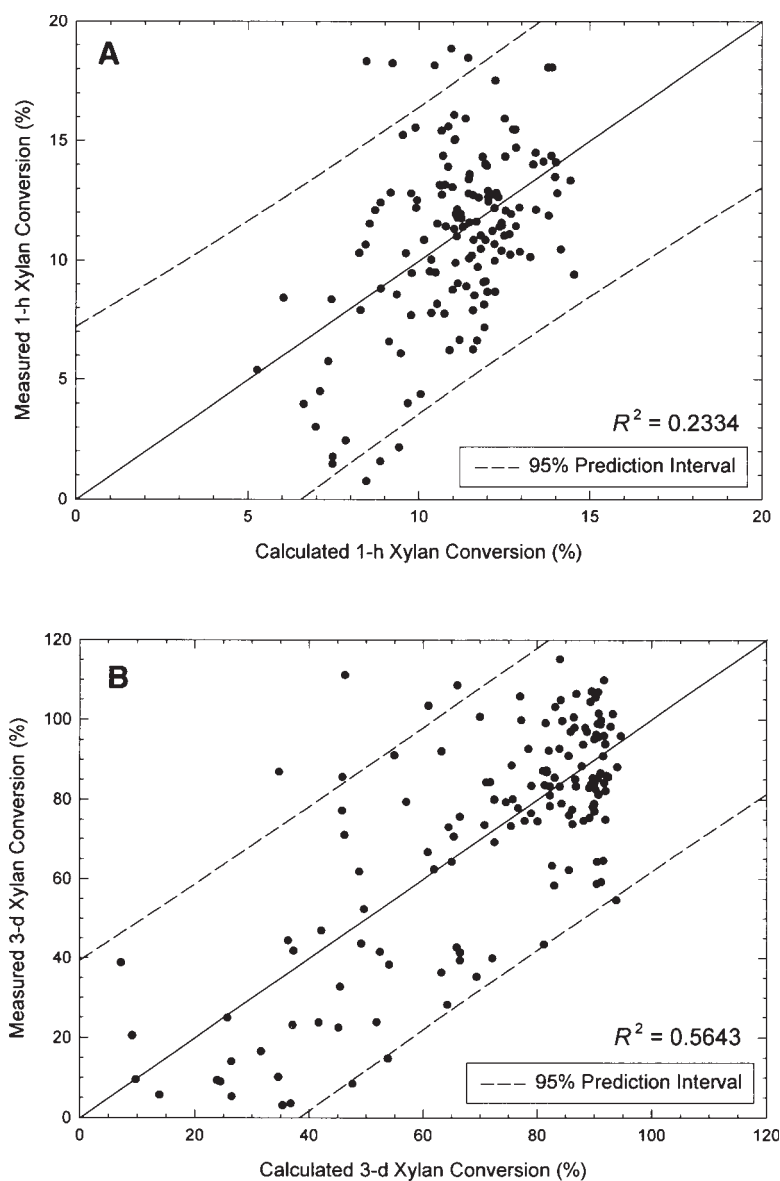 A
20
15
10
5
0
Measured 1-h Xylan Conversion (%)
R² = 0.2334
95% Prediction Interval
0 5 10 15 20
Calculated 1-h Xylan Conversion (%)
B
120
100
80
60
40
20
0
Measured 3-d Xylan Conversion (%)
R² = 0.5643
95% Prediction Interval
0 20 40 60 80 100 120
Calculated 3-d Xylan Conversion (%)